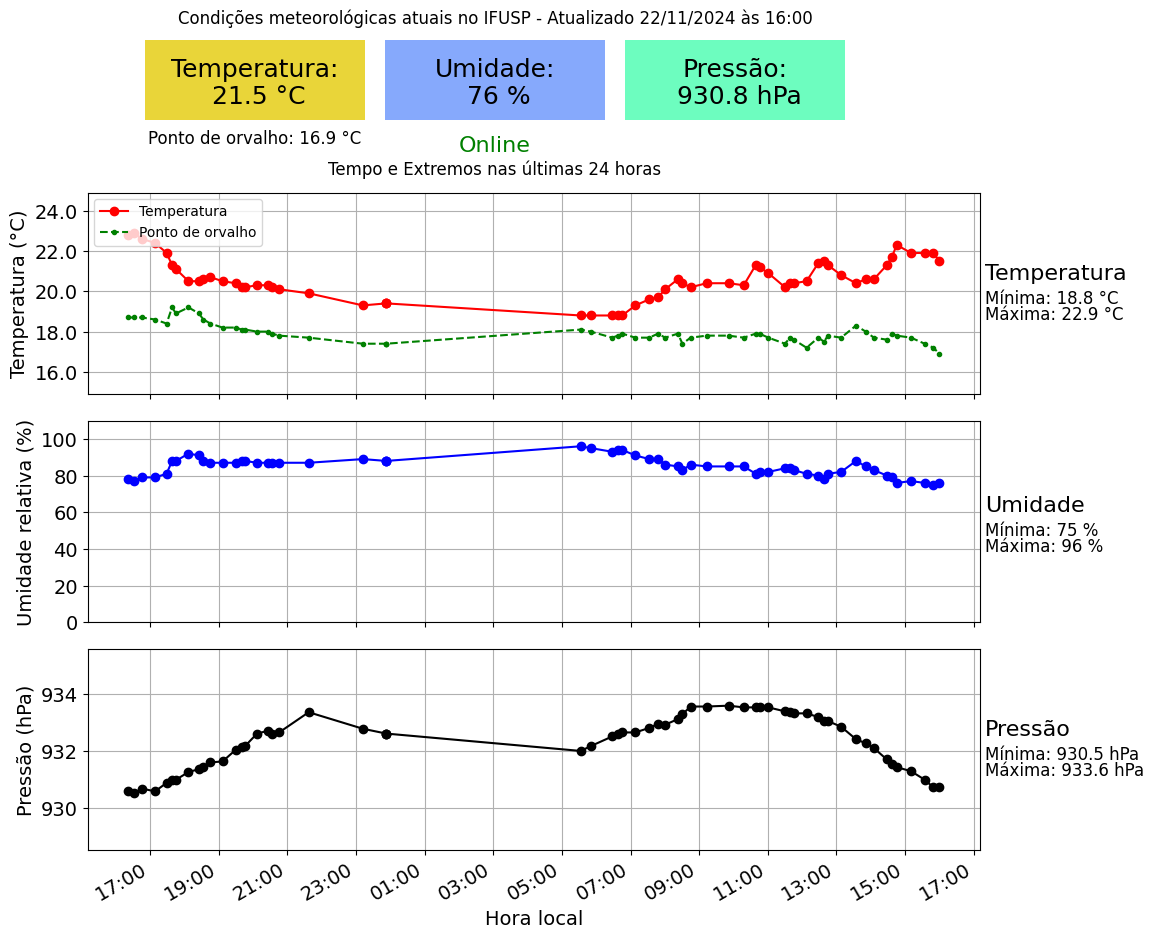 Condições meteorológicas atuais no IFUSP - Atualizado 22/11/2024 às 16:00
Temperatura:
21.5 °C
Umidade:
76 %
Pressão:
930.8 hPa
Ponto de orvalho: 16.9 °C
Online
Tempo e Extremos nas últimas 24 horas
Temperatura (°C)
24.0
22.0
20.0
18.0
16.0
Temperatura
Ponto de orvalho
Temperatura
Mínima: 18.8 °C
Máxima: 22.9 °C
Umidade relativa (%)
100
80
60
40
20
0
Umidade
Mínima: 75 %
Máxima: 96 %
Pressão (hPa)
934
932
930
Pressão
Mínima: 930.5 hPa
Máxima: 933.6 hPa
17:00 19:00 21:00 23:00 01:00 03:00 05:00 07:00 09:00 11:00 13:00 15:00 17:00
Hora local